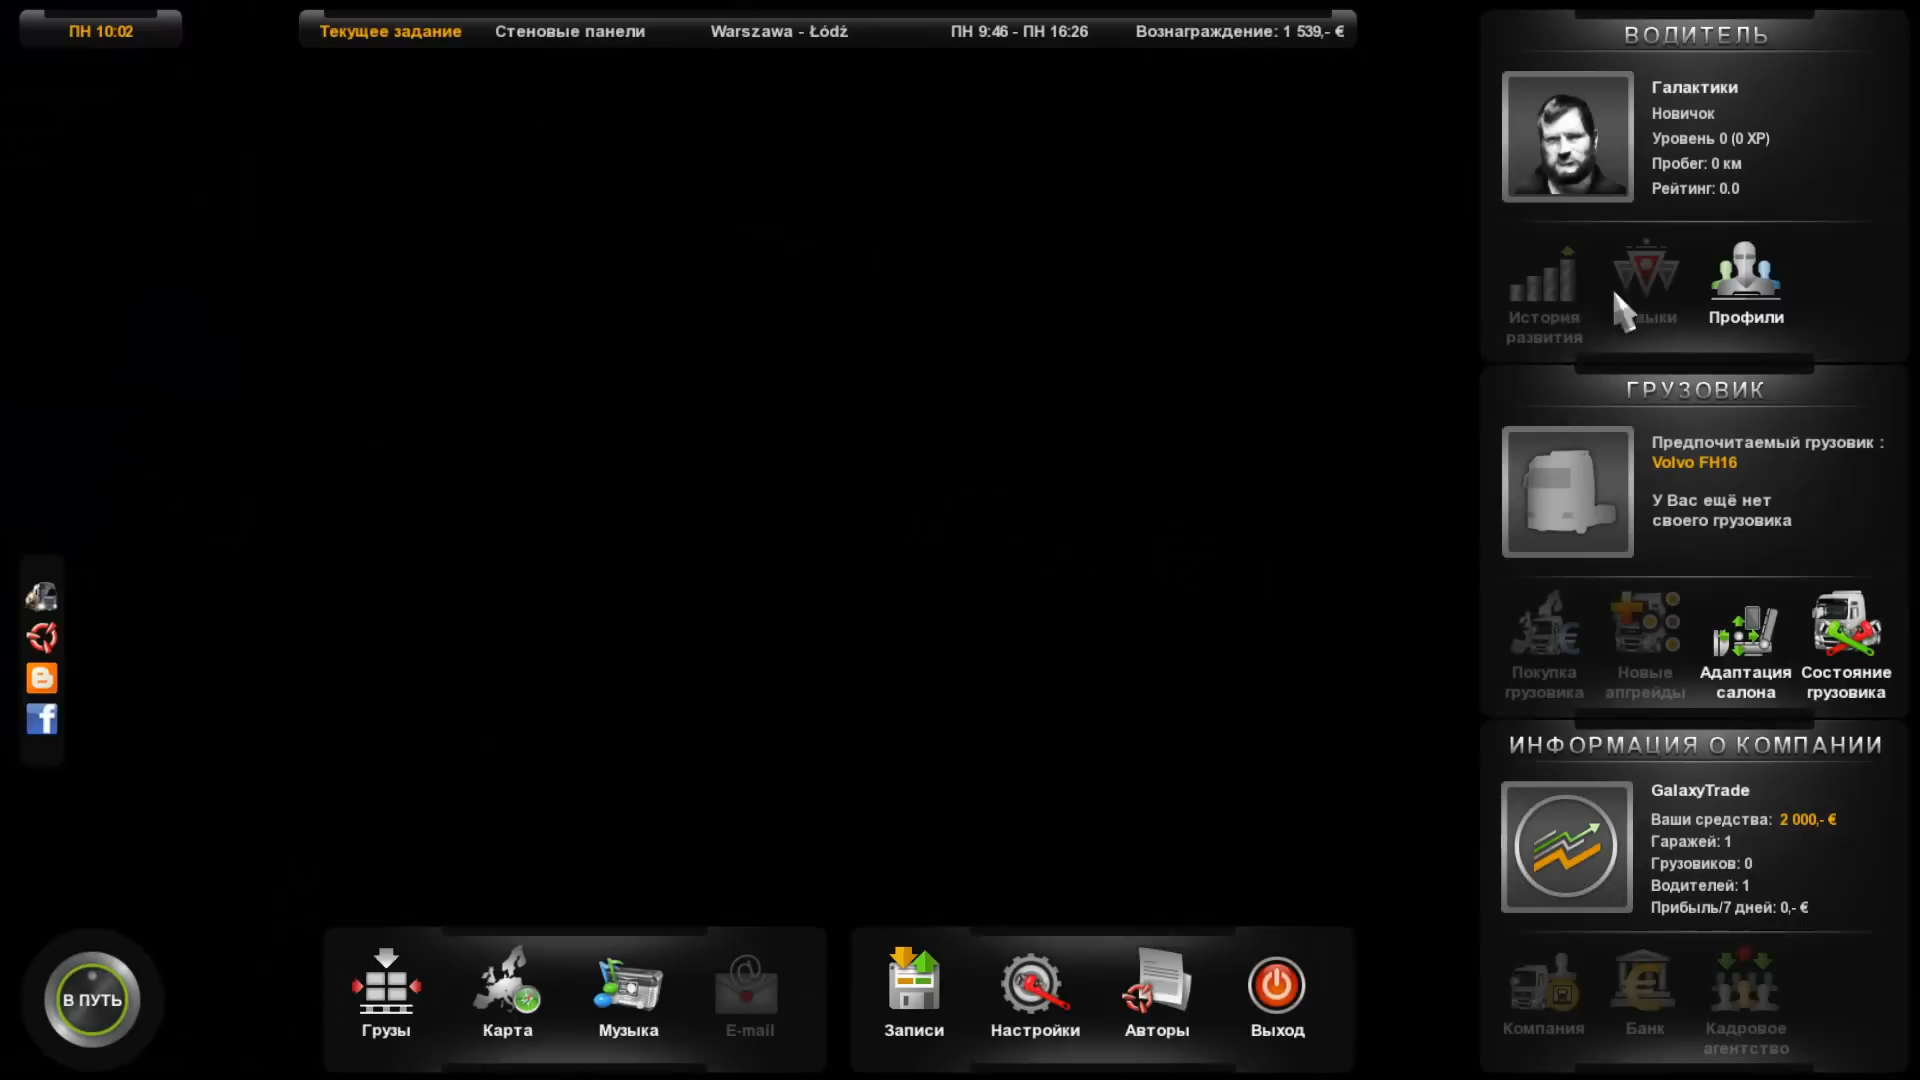 ПН 10:02
Текущее задание Стеновые панели Warszawa - Łódź ПН 9:46 - ПН 16:26 Вознаграждение: 1 539,- €
ВОДИТЕЛЬ
Галактики
Новичок
Уровень 0 (0 XP)
Пробег: 0 км
Рейтинг: 0.0
История развития
Профили
ГРУЗОВИК
Предпочитаемый грузовик :
Volvo FH16
У Вас ещё нет
своего грузовика
Покупка грузовика
Новые апгрейды
Адаптация салона
Состояние грузовика
ИНФОРМАЦИЯ О КОМПАНИИ
GalaxyTrade
Ваши средства: 2 000,- €
Гаражей: 1
Грузовиков: 0
Водителей: 1
Прибыль/7 дней: 0,- €
Компания
Банк
Кадровое агентство
В ПУТЬ
Грузы
Карта
Музыка
E-mail
Записи
Настройки
Авторы
Выход